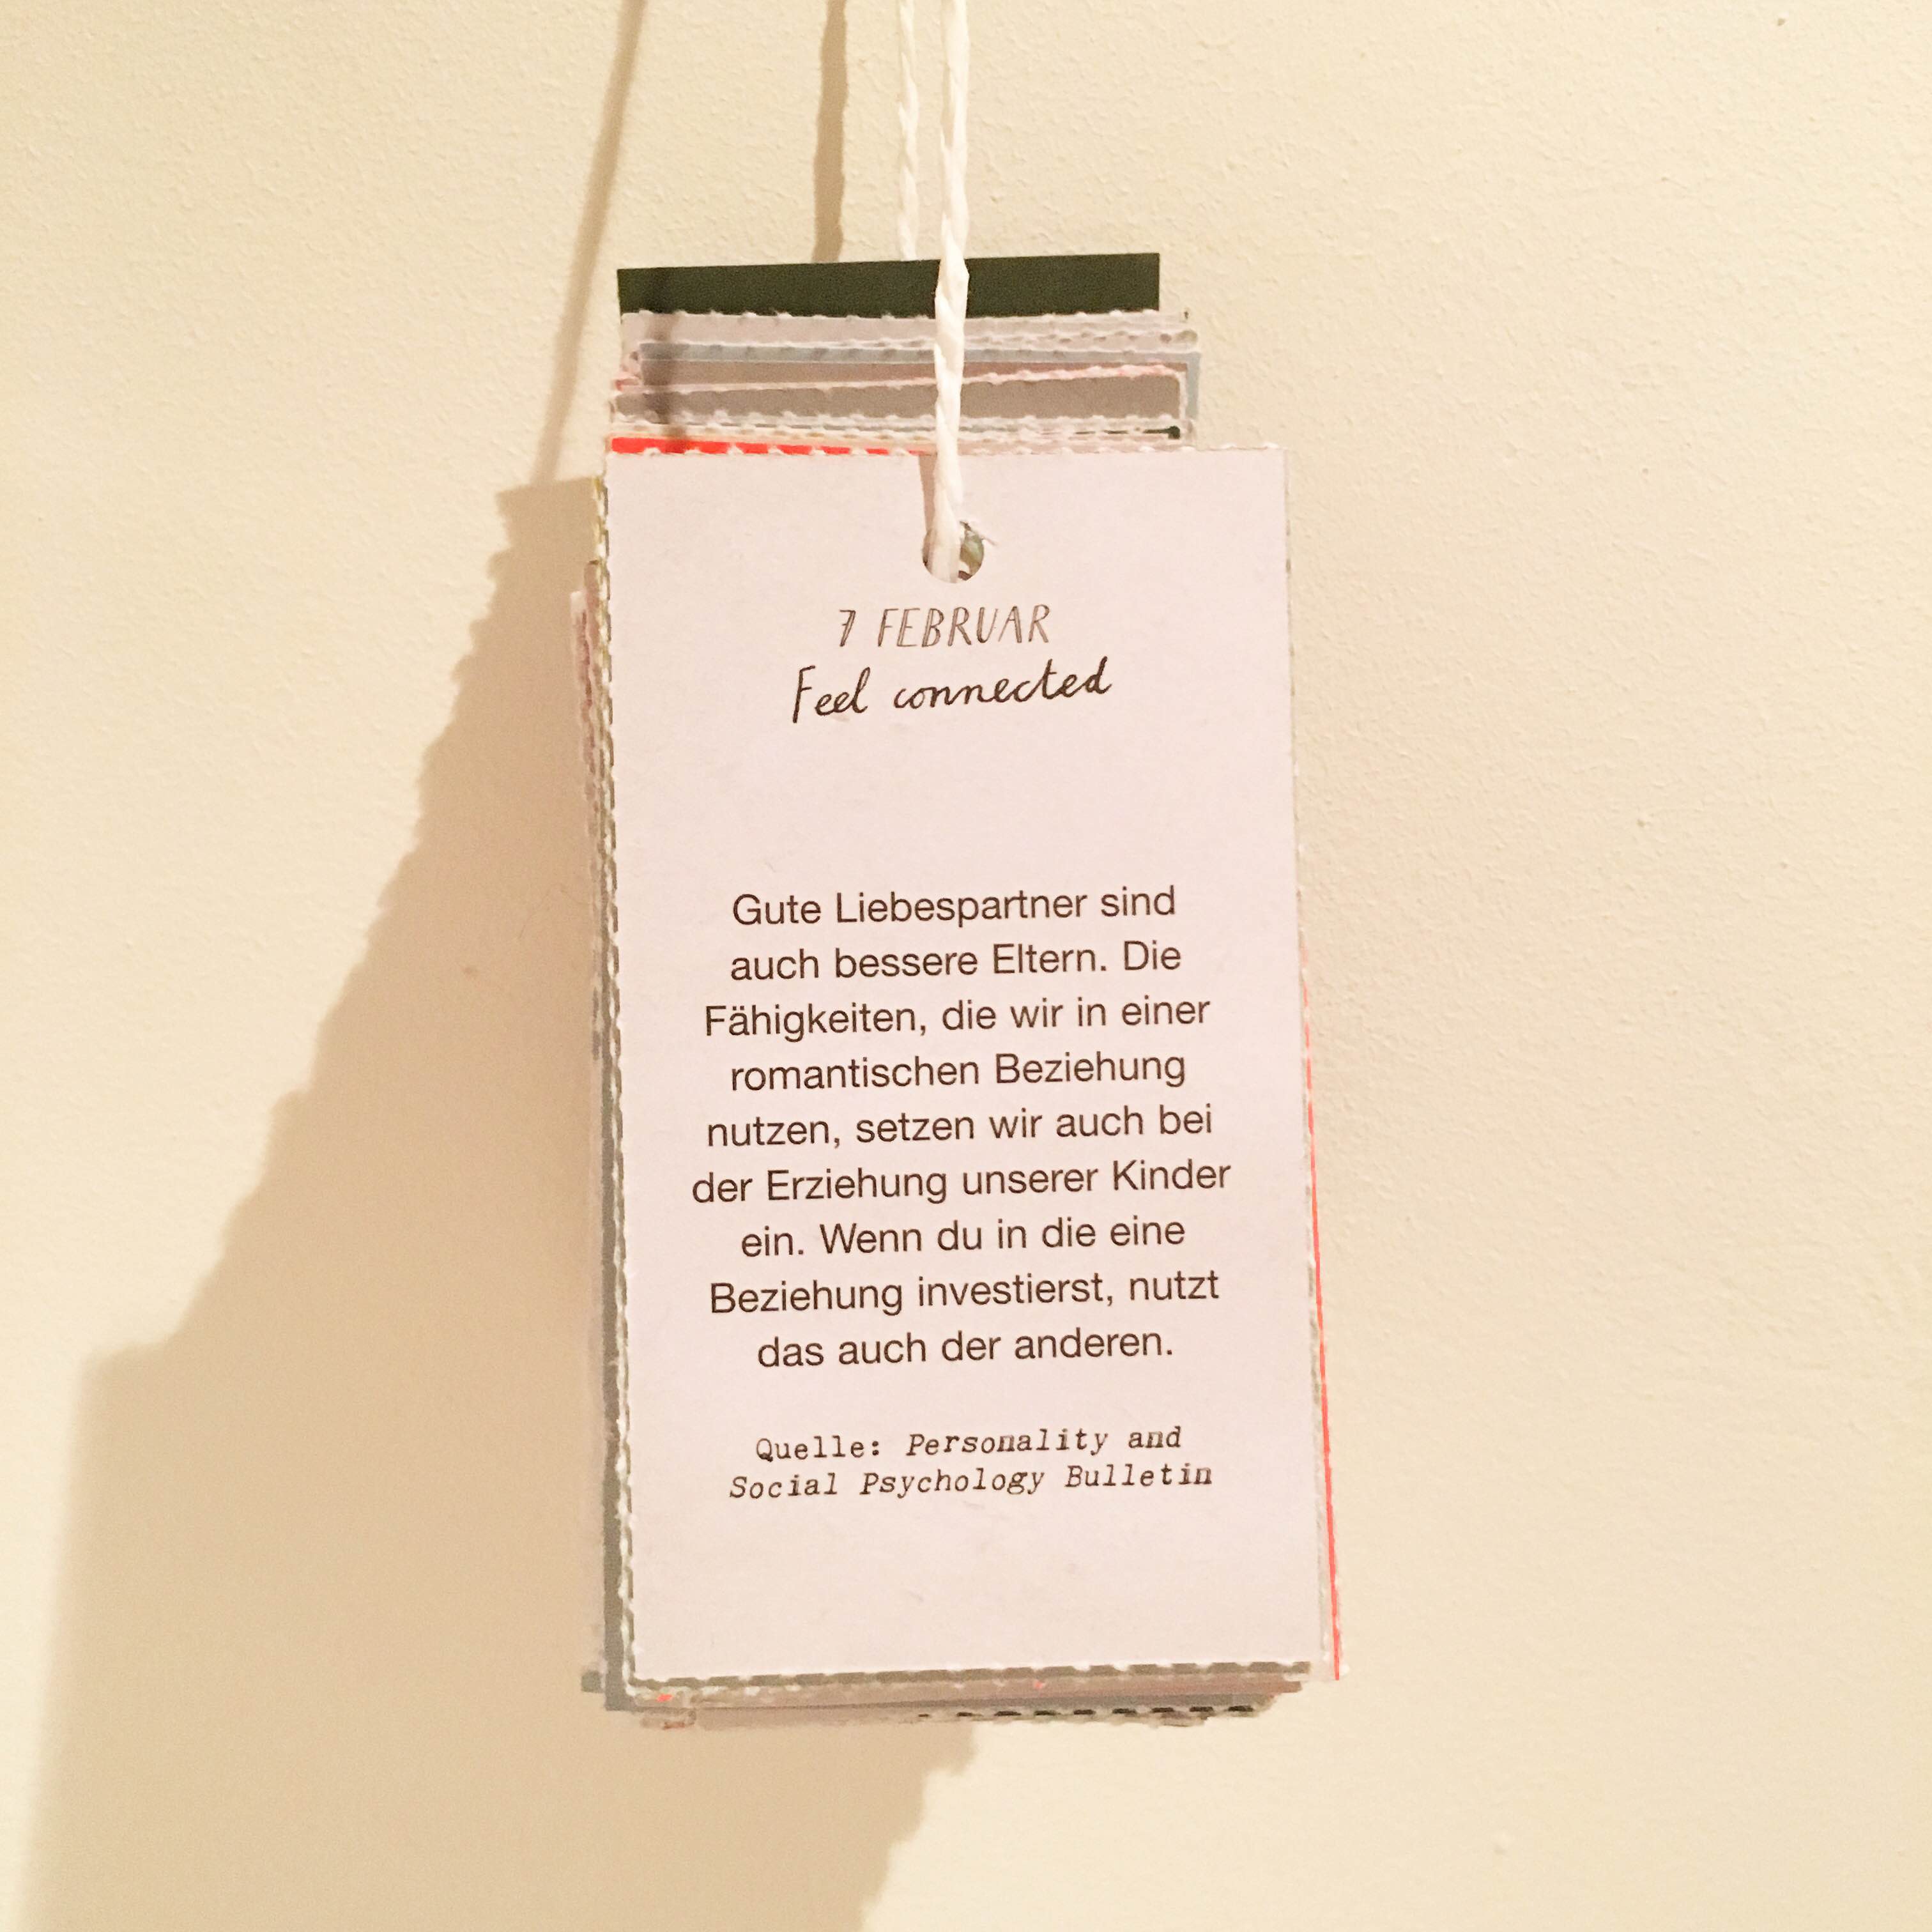 7 FEBRUAR
Feel connected
Gute Liebespartner sind
auch bessere Eltern. Die
Fähigkeiten, die wir in einer
romantischen Beziehung
nutzen, setzen wir auch bei
der Erziehung unserer Kinder
ein. Wenn du in die eine
Beziehung investierst, nutzt
das auch der anderen.
Quelle: Personality and
Social Psychology Bulletin